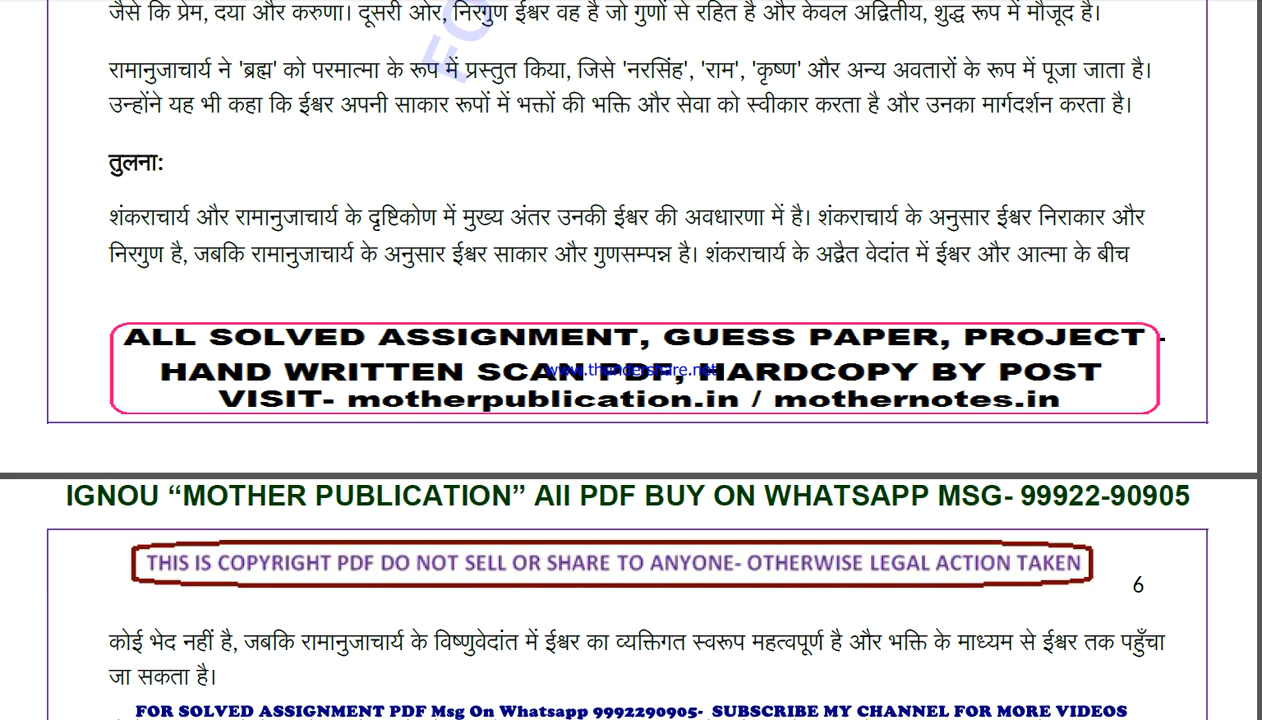 जैसे कि प्रेम, दया और करुणा। दूसरी ओर, निरगुण ईश्वर वह है जो गुणों से रहित है और केवल अद्वितीय, शुद्ध रूप में मौजूद है।
FO
रामानुजाचार्य ने 'ब्रह्म' को परमात्मा के रूप में प्रस्तुत किया, जिसे 'नरसिंह', 'राम', 'कृष्ण' और अन्य अवतारों के रूप में पूजा जाता है।
उन्होंने यह भी कहा कि ईश्वर अपनी साकार रूपों में भक्तों की भक्ति और सेवा को स्वीकार करता है और उनका मार्गदर्शन करता है।
तुलना:
शंकराचार्य और रामानुजाचार्य के दृष्टिकोण में मुख्य अंतर उनकी ईश्वर की अवधारणा में है। शंकराचार्य के अनुसार ईश्वर निराकार और
निरगुण है, जबकि रामानुजाचार्य के अनुसार ईश्वर साकार और गुणसम्पन्न है। शंकराचार्य के अद्वैत वेदांत में ईश्वर और आत्मा के बीच
ALL SOLVED ASSIGNMENT, GUESS PAPER, PROJECT -
HAND WRITTEN SCAN PDF, HARDCOPY BY POST
www.thundershare.net
VISIT- motherpublication.in / mothernotes.in
IGNOU “MOTHER PUBLICATION” All PDF BUY ON WHATSAPP MSG- 99922-90905
THIS IS COPYRIGHT PDF DO NOT SELL OR SHARE TO ANYONE- OTHERWISE LEGAL ACTION TAKEN
6
कोई भेद नहीं है, जबकि रामानुजाचार्य के विष्णुवेदांत में ईश्वर का व्यक्तिगत स्वरूप महत्वपूर्ण है और भक्ति के माध्यम से ईश्वर तक पहुँचा
जा सकता है।
FOR SOLVED ASSIGNMENT PDF Msg On Whatsapp 9992290905- SUBSCRIBE MY CHANNEL FOR MORE VIDEOS